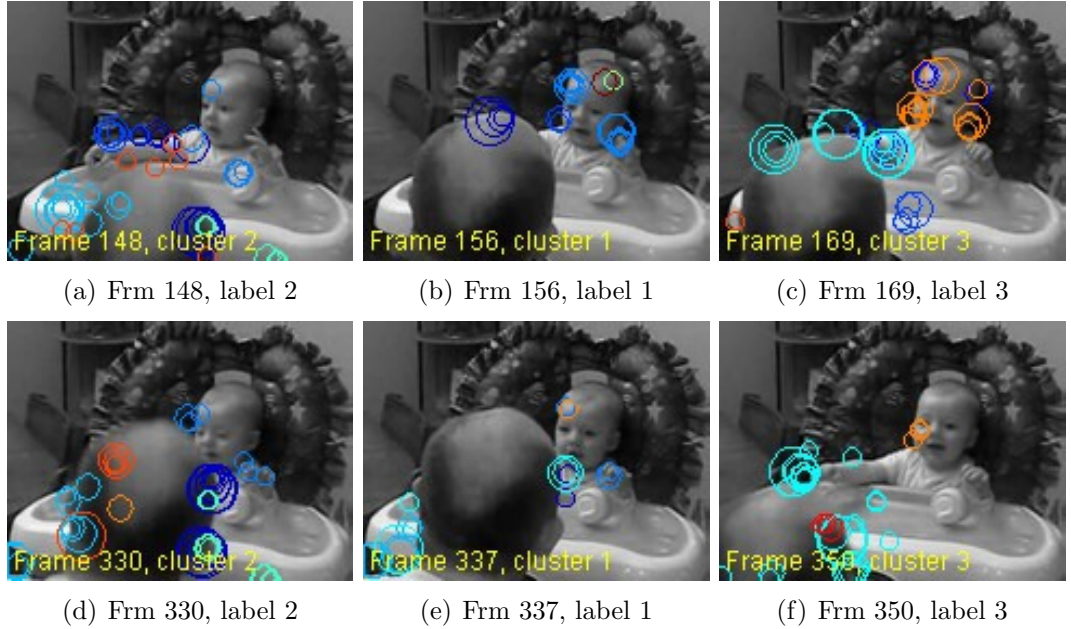 Frame 148, cluster 2
Frame 156, cluster 1
Frame 169, cluster 3
(a) Frm 148, label 2
(b) Frm 156, label 1
(c) Frm 169, label 3
Frame 330, cluster 2
Frame 337, cluster 1
Frame 350, cluster 3
(d) Frm 330, label 2
(e) Frm 337, label 1
(f) Frm 350, label 3